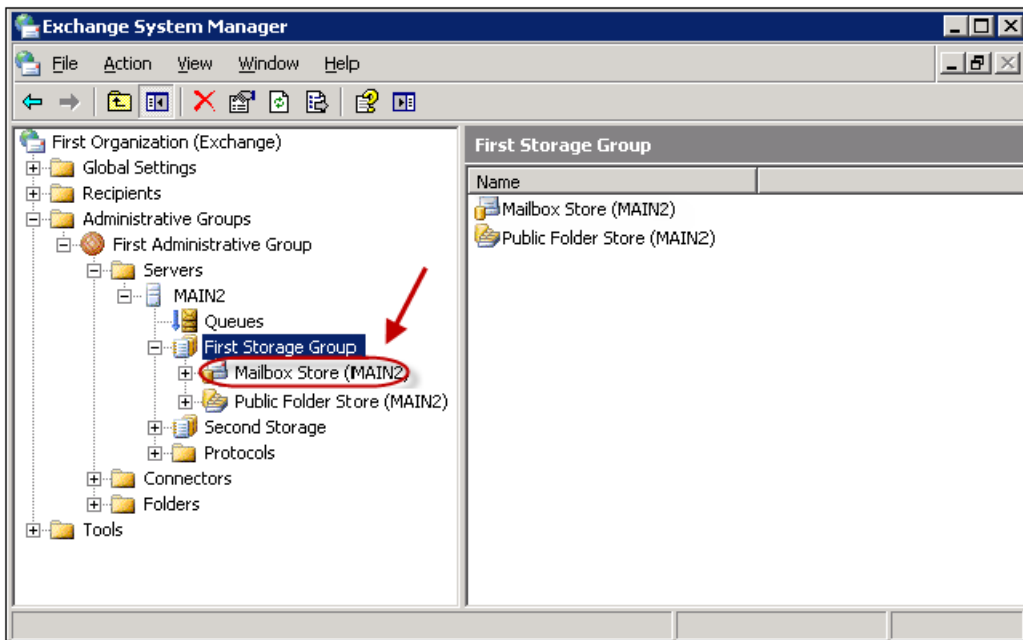 Exchange System Manager
File Action View Window Help
First Organization (Exchange)
Global Settings
Recipients
Administrative Groups
First Administrative Group
Servers
MAIN2
Queues
First Storage Group
Mailbox Store (MAIN2)
Public Folder Store (MAIN2)
Second Storage
Protocols
Connectors
Folders
Tools
First Storage Group
Name
Mailbox Store (MAIN2)
Public Folder Store (MAIN2)